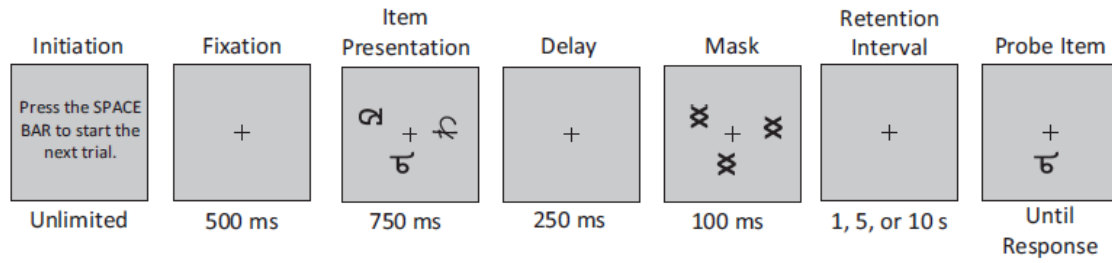 Initiation
Fixation
Item
Presentation
Delay
Mask
Retention
Interval
Probe Item
Press the SPACE
BAR to start the
next trial.
Unlimited
500 ms
750 ms
250 ms
100 ms
1, 5, or 10 s
Until
Response